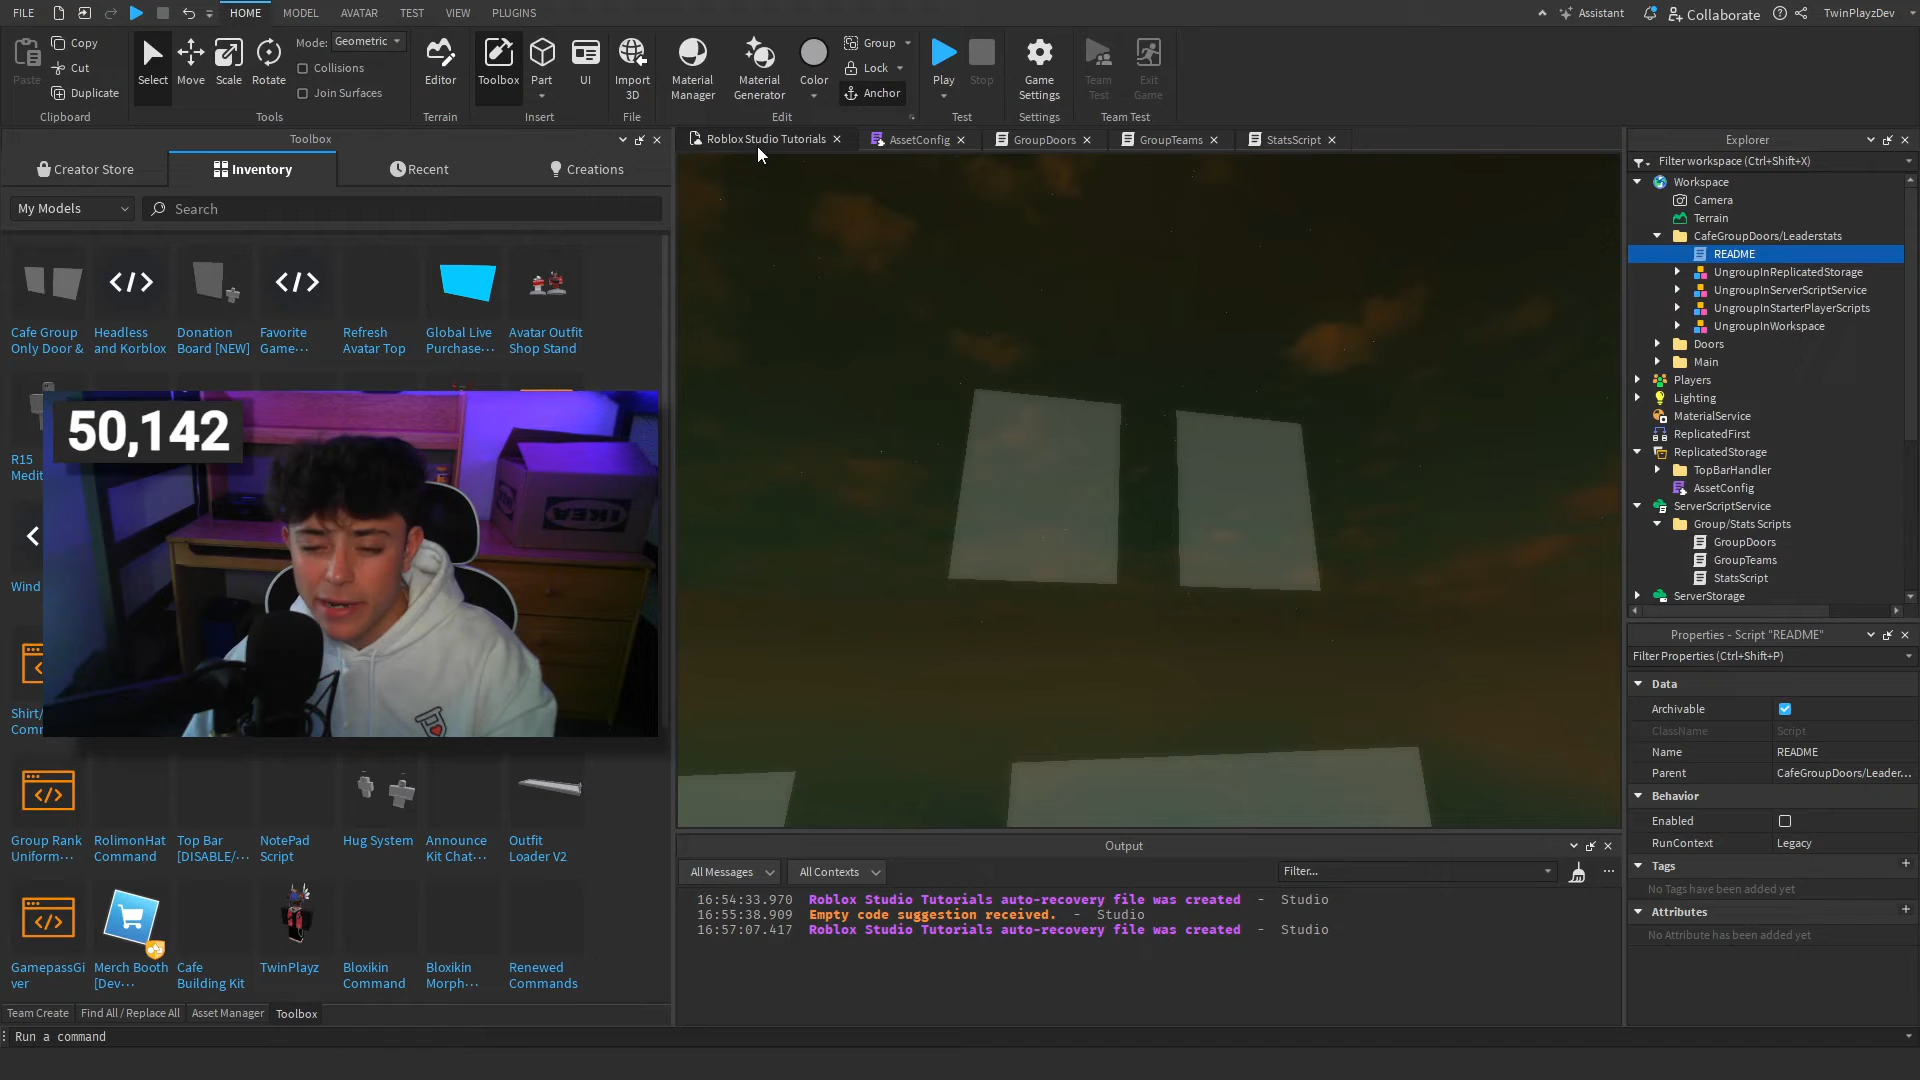 FILE
HOME
MODEL
AVATAR
TEST
VIEW
PLUGINS
Assistant
Collaborate
TwinPlayzDev
Paste
Copy
Cut
Duplicate
Clipboard
Select
Move
Scale
Rotate
Mode:
Geometric
Collisions
Join Surfaces
Tools
Editor
Terrain
Toolbox
Part
UI
Insert
Import
3D
File
Material
Manager
Material
Generator
Color
Group
Lock
Anchor
Edit
Play
Stop
Test
Game
Settings
Settings
Team
Test
Exit
Game
Team Test
Toolbox
Creator Store
Inventory
Recent
Creations
My Models
Search
Cafe Group
Only Door &
Headless
and Korblox
Donation
Board [NEW]
Favorite
Game...
Refresh
Avatar Top
Global Live
Purchase...
Avatar Outfit
Shop Stand
R15
Medit
50,142
IKEA
Wind
Shirt/
Comm
Group Rank
Uniform...
RolimonHat
Command
Top Bar
[DISABLE/...
NotePad
Script
Hug System
Announce
Kit Chat...
Outfit
Loader V2
GamepassGi
ver
Merch Booth
[Dev...
Cafe
Building Kit
TwinPlayz
Bloxikin
Command
Bloxikin
Morph...
Renewed
Commands
Team Create
Find All / Replace All
Asset Manager
Toolbox
Run a command
Roblox Studio Tutorials
AssetConfig
GroupDoors
GroupTeams
StatsScript
Output
All Messages
All Contexts
Filter...
16:54:33.970 Roblox Studio Tutorials auto-recovery file was created - Studio
16:55:38.909 Empty code suggestion received. - Studio
16:57:07.417 Roblox Studio Tutorials auto-recovery file was created - Studio
Explorer
Filter workspace (Ctrl+Shift+X)
Workspace
Camera
Terrain
CafeGroupDoors/Leaderstats
README
UngroupInReplicatedStorage
UngroupInServerScriptService
UngroupInStarterPlayerScripts
UngroupInWorkspace
Doors
Main
Players
Lighting
MaterialService
ReplicatedFirst
ReplicatedStorage
TopBarHandler
AssetConfig
ServerScriptService
Group/Stats Scripts
GroupDoors
GroupTeams
StatsScript
ServerStorage
Properties - Script "README"
Filter Properties (Ctrl+Shift+P)
Data
Archivable
ClassName Script
Name README
Parent CafeGroupDoors/Leader...
Behavior
Enabled
RunContext Legacy
Tags
No Tags have been added yet
Attributes
No Attribute has been added yet